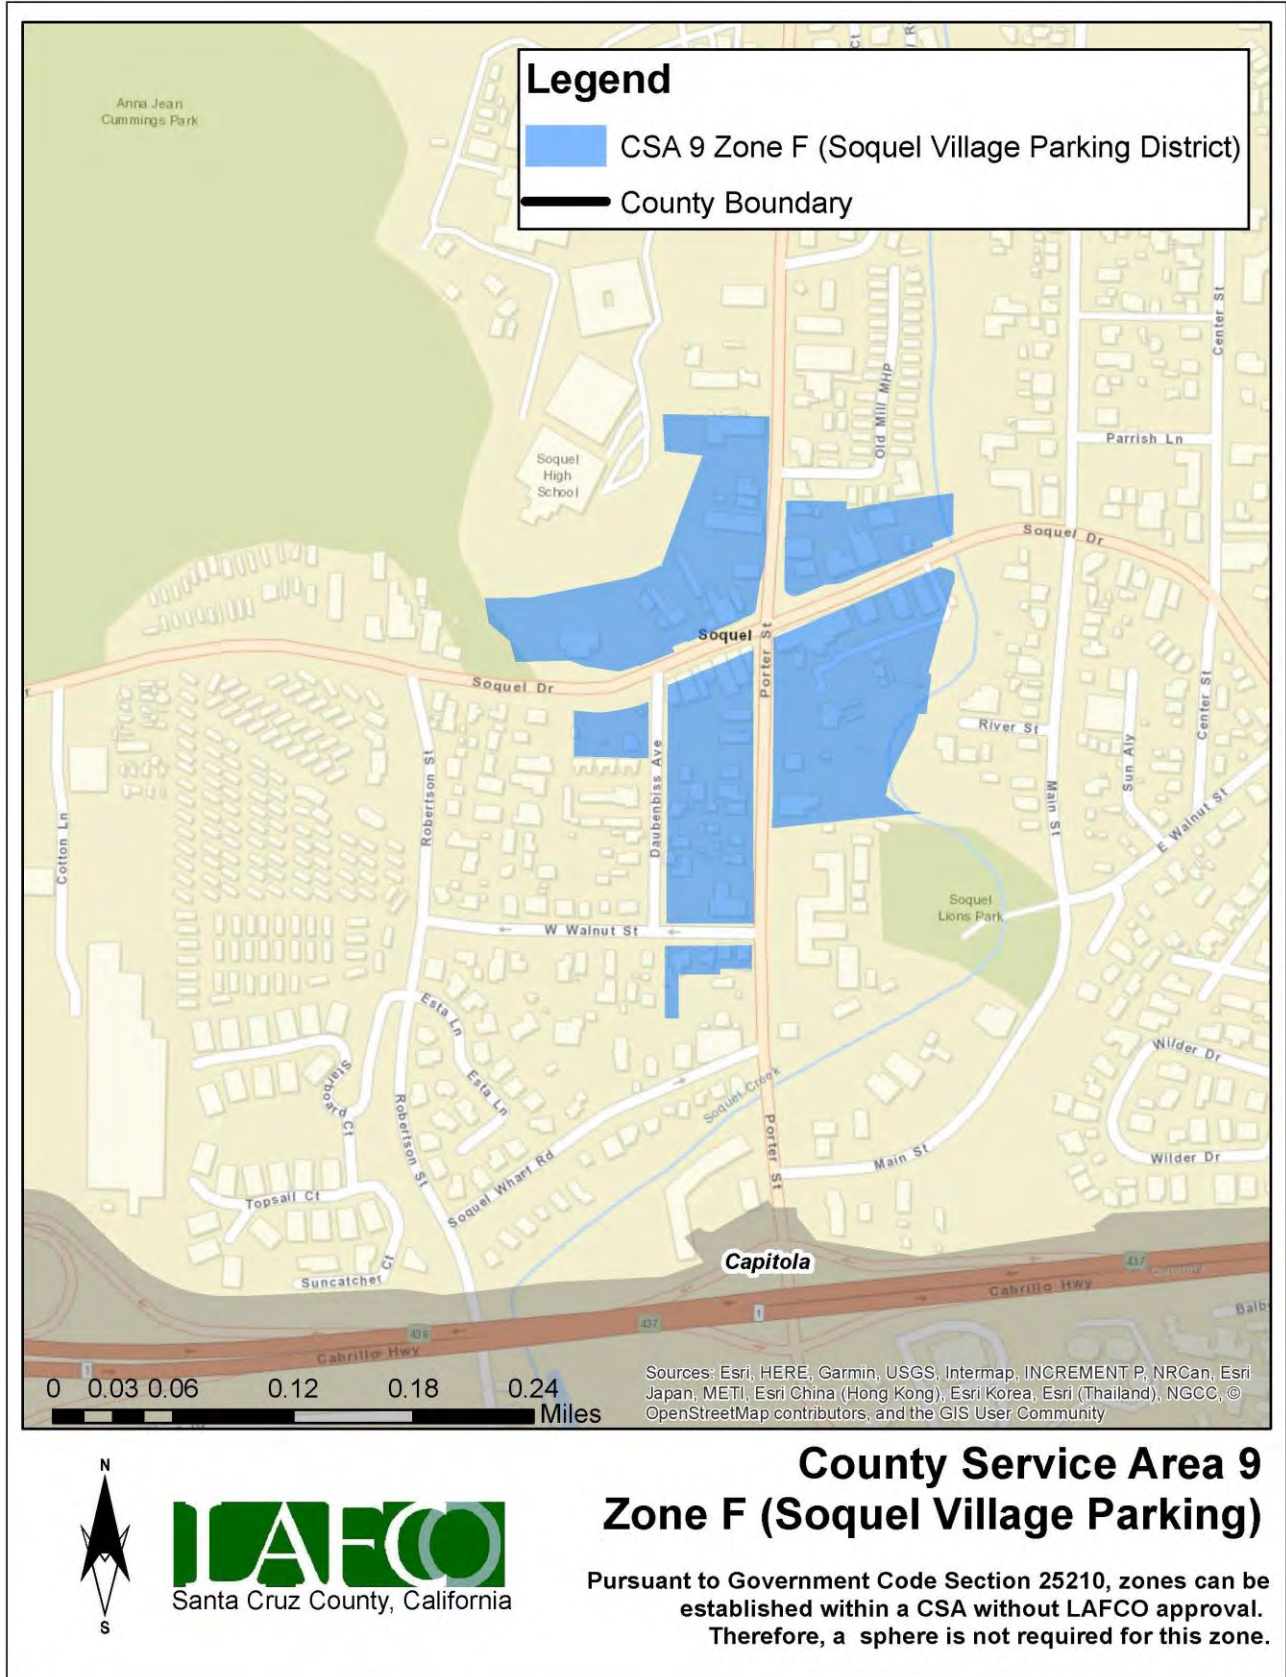 Legend
CSA 9 Zone F (Soquel Village Parking District)
County Boundary
Anna Jean
Cummings Park
Ct
Center St
Old Mill MHP
Parrish Ln
Soquel
High
School
Soquel Dr
Soquel
Porter St
Soquel Dr
River St
Center St
Sun Aly
Main St
E Walnut St
Cotton Ln
Robertson St
Daubenbiss Ave
Soquel
Lions Park
W Walnut St
Esta Ln
Esta Ln
Starboard Ct
Robertson St
Soquel Creek
Wilder Dr
Porter St
Main St
Wilder Dr
Soquel Wharf Rd
Topsail Ct
Suncatcher Ct
Capitola
437
Cabrillo Hwy
1
437
438
Cabrillo Hwy
1
0 0.03 0.06 0.12 0.18 0.24
Miles
Sources: Esri, HERE, Garmin, USGS, Intermap, INCREMENT P, NRCan, Esri
Japan, METI, Esri China (Hong Kong), Esri Korea, Esri (Thailand), NGCC, ©
OpenStreetMap contributors, and the GIS User Community
N
S
LAFCO
Santa Cruz County, California
County Service Area 9
Zone F (Soquel Village Parking)
Pursuant to Government Code Section 25210, zones can be
established within a CSA without LAFCO approval.
Therefore, a sphere is not required for this zone.